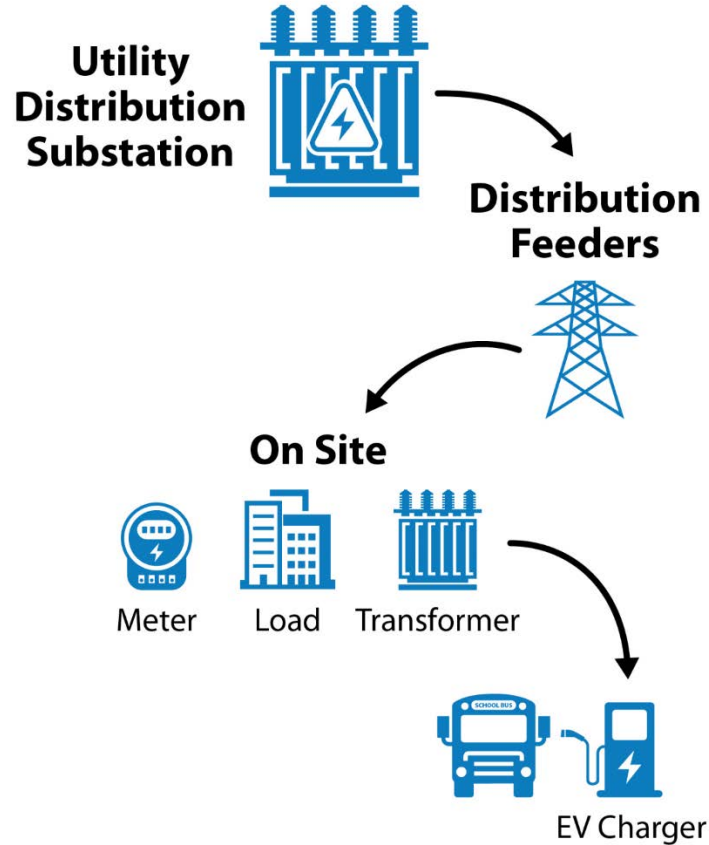 Utility
Distribution
Substation
Distribution
Feeders
On Site
Meter
Load
Transformer
SCHOOL BUS
EV Charger